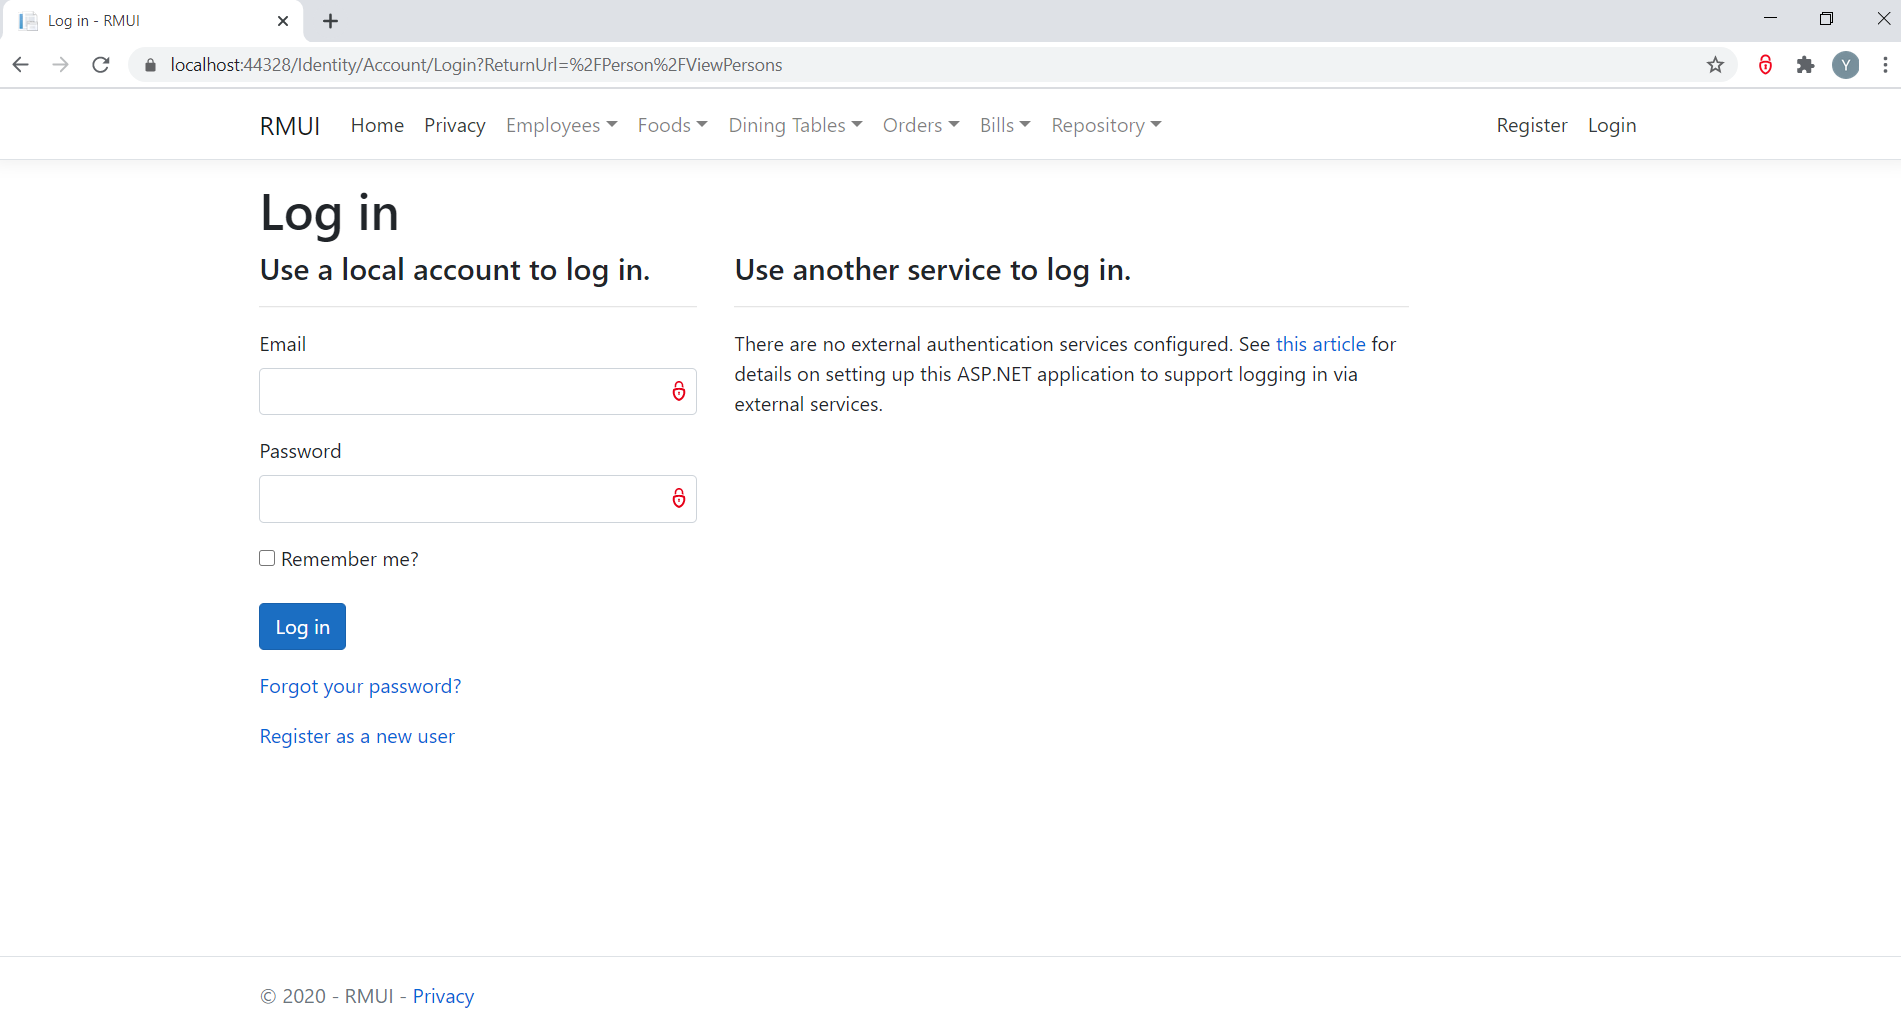 Log in - RMUI
localhost:44328/Identity/Account/Login?ReturnUrl=%2FPerson%2FViewPersons
Y
RMUI Home Privacy Employees Foods Dining Tables Orders Bills Repository Register Login
Log in
Use a local account to log in.
Email
Password
Remember me?
Log in
Forgot your password?
Register as a new user
Use another service to log in.
There are no external authentication services configured. See this article for
details on setting up this ASP.NET application to support logging in via
external services.
© 2020 - RMUI - Privacy